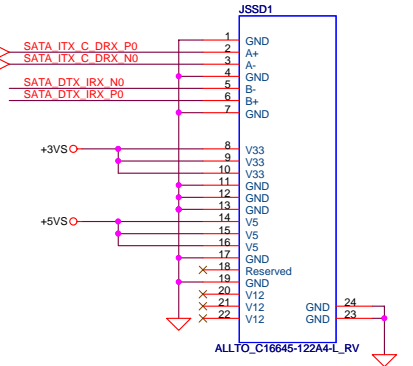 JSSD1
1 GND
SATA_ITX_C_DRX_P0 2 A+
SATA_ITX_C_DRX_N0 3 A-
4 GND
SATA_DTX_IRX_N0 5 B-
SATA_DTX_IRX_P0 6 B+
7 GND
+3VS 8 V33
9 V33
10 V33
11 GND
12 GND
13 GND
+5VS 14 V5
15 V5
16 V5
17 GND
18 Reserved
19 GND
20 V12
21 V12 GND 24
22 V12 GND 23
ALLTO_C16645-122A4-L_RV